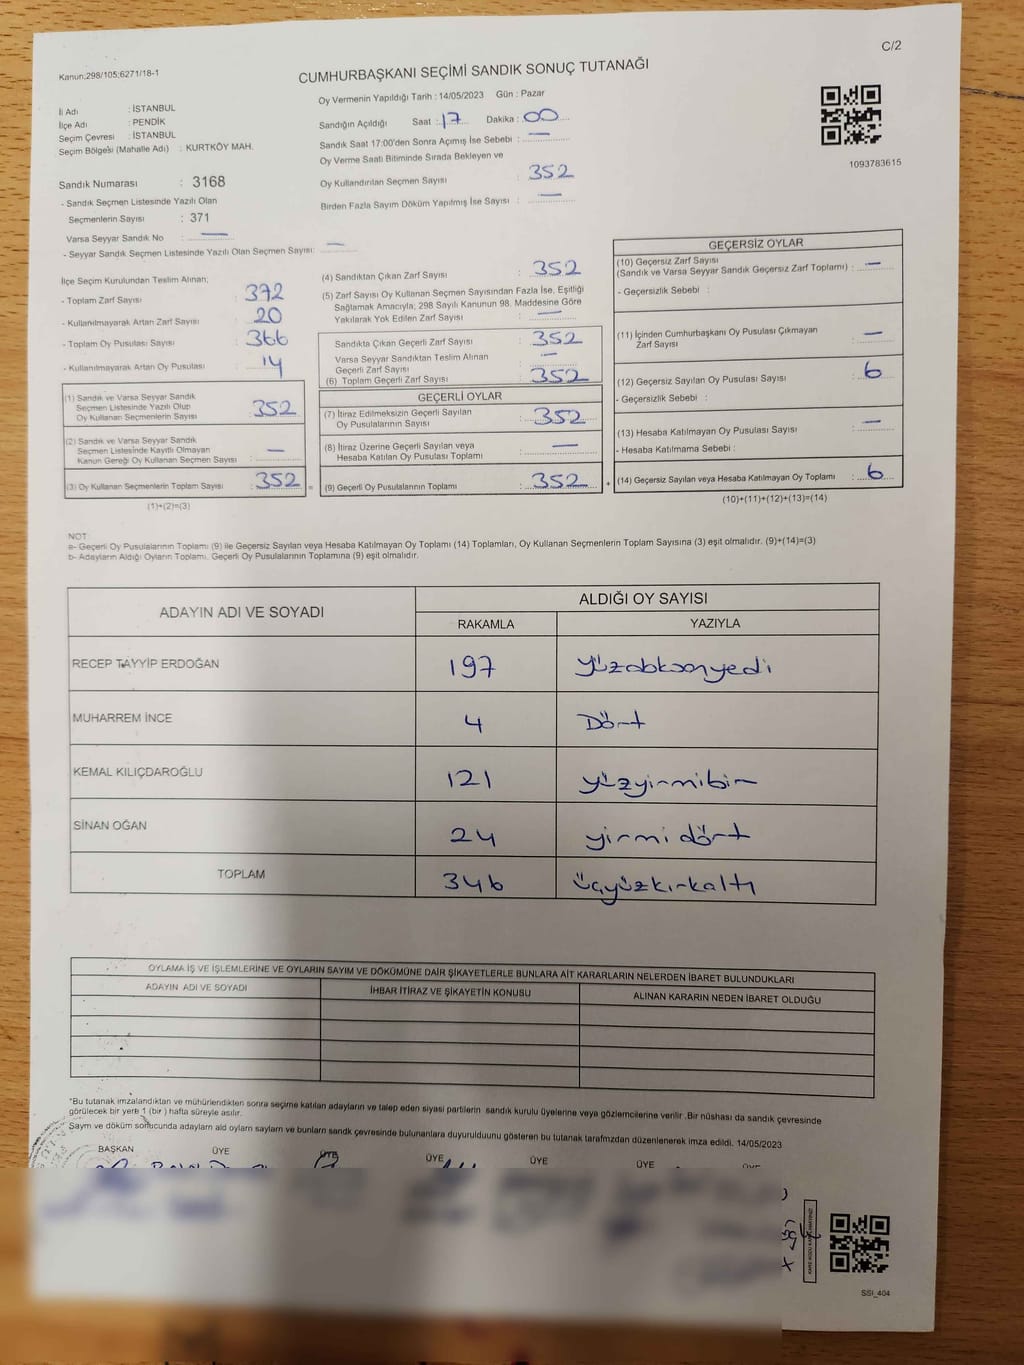 C/2
Kanun;298/105;6271/18-1
CUMHURBAŞKANI SEÇİMİ SANDIK SONUÇ TUTANAĞI
Oy Vermenin Yapıldığı Tarih : 14/05/2023 Gün : Pazar
İl Adı : İSTANBUL
İlçe Adı : PENDİK
Seçim Çevresi : İSTANBUL
Seçim Bölgesi (Mahalle Adı) : KURTKÖY MAH.
Sandığın Açıldığı Saat : 17 Dakika : 00
Sandık Saat 17:00'den Sonra Açımış İse Sebebi : —
Oy Verme Saati Bitiminde Sırada Bekleyen ve
Oy Kullandırılan Seçmen Sayısı : 352
Birden Fazla Sayım Döküm Yapılmış İse Sayısı : —
1093783615
Sandık Numarası : 3168
- Sandık Seçmen Listesinde Yazılı Olan
Seçmenlerin Sayısı : 371
Varsa Seyyar Sandık No : —
- Seyyar Sandık Seçmen Listesinde Yazılı Olan Seçmen Sayısı: —
İlçe Seçim Kurulundan Teslim Alınan;
- Toplam Zarf Sayısı : 372
- Kullanılmayarak Artan Zarf Sayısı : 20
- Toplam Oy Pusulası Sayısı : 366
- Kullanılmayarak Artan Oy Pusulası : 14
(1) Sandık ve Varsa Seyyar Sandık
Seçmen Listesinde Yazılı Olup
Oy Kullanan Seçmenlerin Sayısı : 352
(2) Sandık ve Varsa Seyyar Sandık
Seçmen Listesinde Kayıtlı Olmayan
Kanun Gereği Oy Kullanan Seçmen Sayısı : —
(3) Oy Kullanan Seçmenlerin Toplam Sayısı : 352 =
(1)+(2)=(3)
(4) Sandıktan Çıkan Zarf Sayısı : 352
(5) Zarf Sayısı Oy Kullanan Seçmen Sayısından Fazla İse, Eşitliği
Sağlamak Amacıyla; 298 Sayılı Kanunun 98. Maddesine Göre
Yakılarak Yok Edilen Zarf Sayısı : —
Sandıkta Çıkan Geçerli Zarf Sayısı : 352
Varsa Seyyar Sandıktan Teslim Alınan
Geçerli Zarf Sayısı : —
(6) Toplam Geçerli Zarf Sayısı : 352
GEÇERLİ OYLAR
(7) İtiraz Edilmeksizin Geçerli Sayılan
Oy Pusulalarının Sayısı : 352
(8) İtiraz Üzerine Geçerli Sayılan veya
Hesaba Katılan Oy Pusulası Toplamı : —
(9) Geçerli Oy Pusulalarının Toplamı : 352 +
GEÇERSİZ OYLAR
(10) Geçersiz Zarf Sayısı
(Sandık ve Varsa Seyyar Sandık Geçersiz Zarf Toplamı) : —
- Geçersizlik Sebebi :
(11) İçinden Cumhurbaşkanı Oy Pusulası Çıkmayan
Zarf Sayısı : —
(12) Geçersiz Sayılan Oy Pusulası Sayısı : 6
- Geçersizlik Sebebi :
(13) Hesaba Katılmayan Oy Pusulası Sayısı : —
- Hesaba Katılmama Sebebi :
(14) Geçersiz Sayılan veya Hesaba Katılmayan Oy Toplamı : 6
(10)+(11)+(12)+(13)=(14)
NOT:
a- Geçerli Oy Pusulalarının Toplamı (9) ile Geçersiz Sayılan veya Hesaba Katılmayan Oy Toplamı (14) Toplamları, Oy Kullanan Seçmenlerin Toplam Sayısına (3) eşit olmalıdır. (9)+(14)=(3)
b- Adayların Aldığı Oyların Toplamı, Geçerli Oy Pusulalarının Toplamına (9) eşit olmalıdır.
ADAYIN ADI VE SOYADI
ALDIĞI OY SAYISI
RAKAMLA YAZIYLA
RECEP TAYYİP ERDOĞAN 197 yüzdoksanyedi
MUHARREM İNCE 4 Dört
KEMAL KILIÇDAROĞLU 121 yüzyirmibir
SİNAN OĞAN 24 yirmidört
TOPLAM 346 üçyüzkırkaltı
OYLAMA İŞ VE İŞLEMLERİNE VE OYLARIN SAYIM VE DÖKÜMÜNE DAİR ŞİKAYETLERLE BUNLARA AİT KARARLARIN NELERDEN İBARET BULUNDUKLARI
ADAYIN ADI VE SOYADI İHBAR İTİRAZ VE ŞİKAYETİN KONUSU ALINAN KARARIN NEDEN İBARET OLDUĞU
*Bu tutanak imzalandıktan ve mühürlendikten sonra seçime katılan adayların ve talep eden siyasi partilerin sandık kurulu üyelerine veya gözlemcilerine verilir .Bir nüshası da sandık çevresinde
görülecek bir yere 1 (bir ) hafta süreyle asılır.
Saym ve döküm sonucunda adaylarn ald oylarn saylarn ve bunlarn sandk çevresinde bulunanlara duyurulduunu gösteren bu tutanak tarafmzdan düzenlenerek imza edildi. 14/05/2023
BAŞKAN ÜYE ÜYE ÜYE ÜYE ÜYE ÜYE
SSI_404